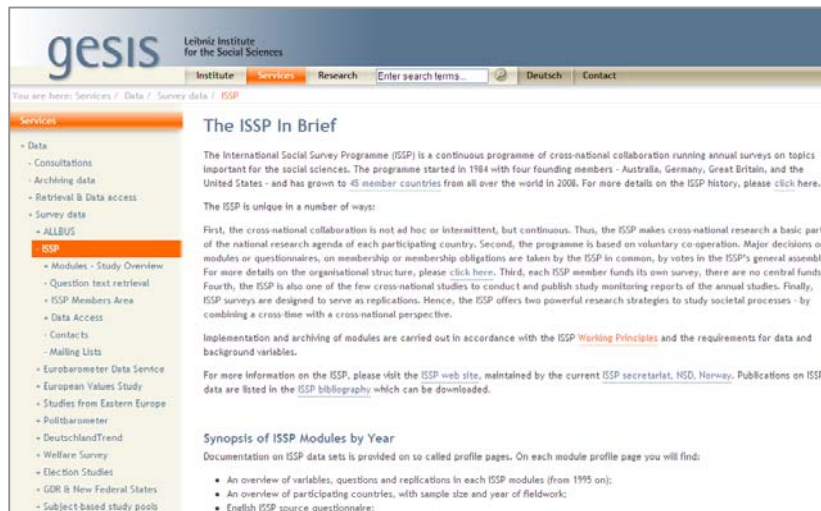 gesis
Leibniz Institute
for the Social Sciences
Institute Services Research Enter search terms... Deutsch Contact
You are here: Services / Data / Survey data / ISSP
Services
+ Data
- Consultations
- Archiving data
+ Retrieval & Data access
+ Survey data
+ ALLBUS
- ISSP
+ Modules - Study Overview
- Question text retrieval
+ ISSP Members Area
+ Data Access
- Contacts
- Mailing Lists
+ Eurobarometer Data Service
+ European Values Study
+ Studies from Eastern Europe
+ Politbarometer
+ DeutschlandTrend
+ Welfare Survey
+ Election Studies
+ GDR & New Federal States
+ Subject-based study pools
The ISSP In Brief
The International Social Survey Programme (ISSP) is a continuous programme of cross-national collaboration running annual surveys on topics
important for the social sciences. The programme started in 1984 with four founding members - Australia, Germany, Great Britain, and the
United States - and has grown to 45 member countries from all over the world in 2008. For more details on the ISSP history, please click here.
The ISSP is unique in a number of ways:
First, the cross-national collaboration is not ad hoc or intermittent, but continuous. Thus, the ISSP makes cross-national research a basic part
of the national research agenda of each participating country. Second, the programme is based on voluntary co-operation. Major decisions o
modules or questionnaires, on membership or membership obligations are taken by the ISSP in common, by votes in the ISSP's general assembl
For more details on the organisational structure, please click here. Third, each ISSP member funds its own survey, there are no central funds
Fourth, the ISSP is also one of the few cross-national studies to conduct and publish study monitoring reports of the annual studies. Finally,
ISSP surveys are designed to serve as replications. Hence, the ISSP offers two powerful research strategies to study societal processes - by
combining a cross-time with a cross-national perspective.
Implementation and archiving of modules are carried out in accordance with the ISSP Working Principles and the requirements for data and
background variables.
For more information on the ISSP, please visit the ISSP web site, maintained by the current ISSP secretariat, NSD, Norway. Publications on ISSP
data are listed in the ISSP bibliography which can be downloaded.
Synopsis of ISSP Modules by Year
Documentation on ISSP data sets is provided on so called profile pages. On each module profile page you will find:
• An overview of variables, questions and replications in each ISSP modules (from 1995 on);
• An overview of participating countries, with sample size and year of fieldwork;
• English ISSP source questionnaire;